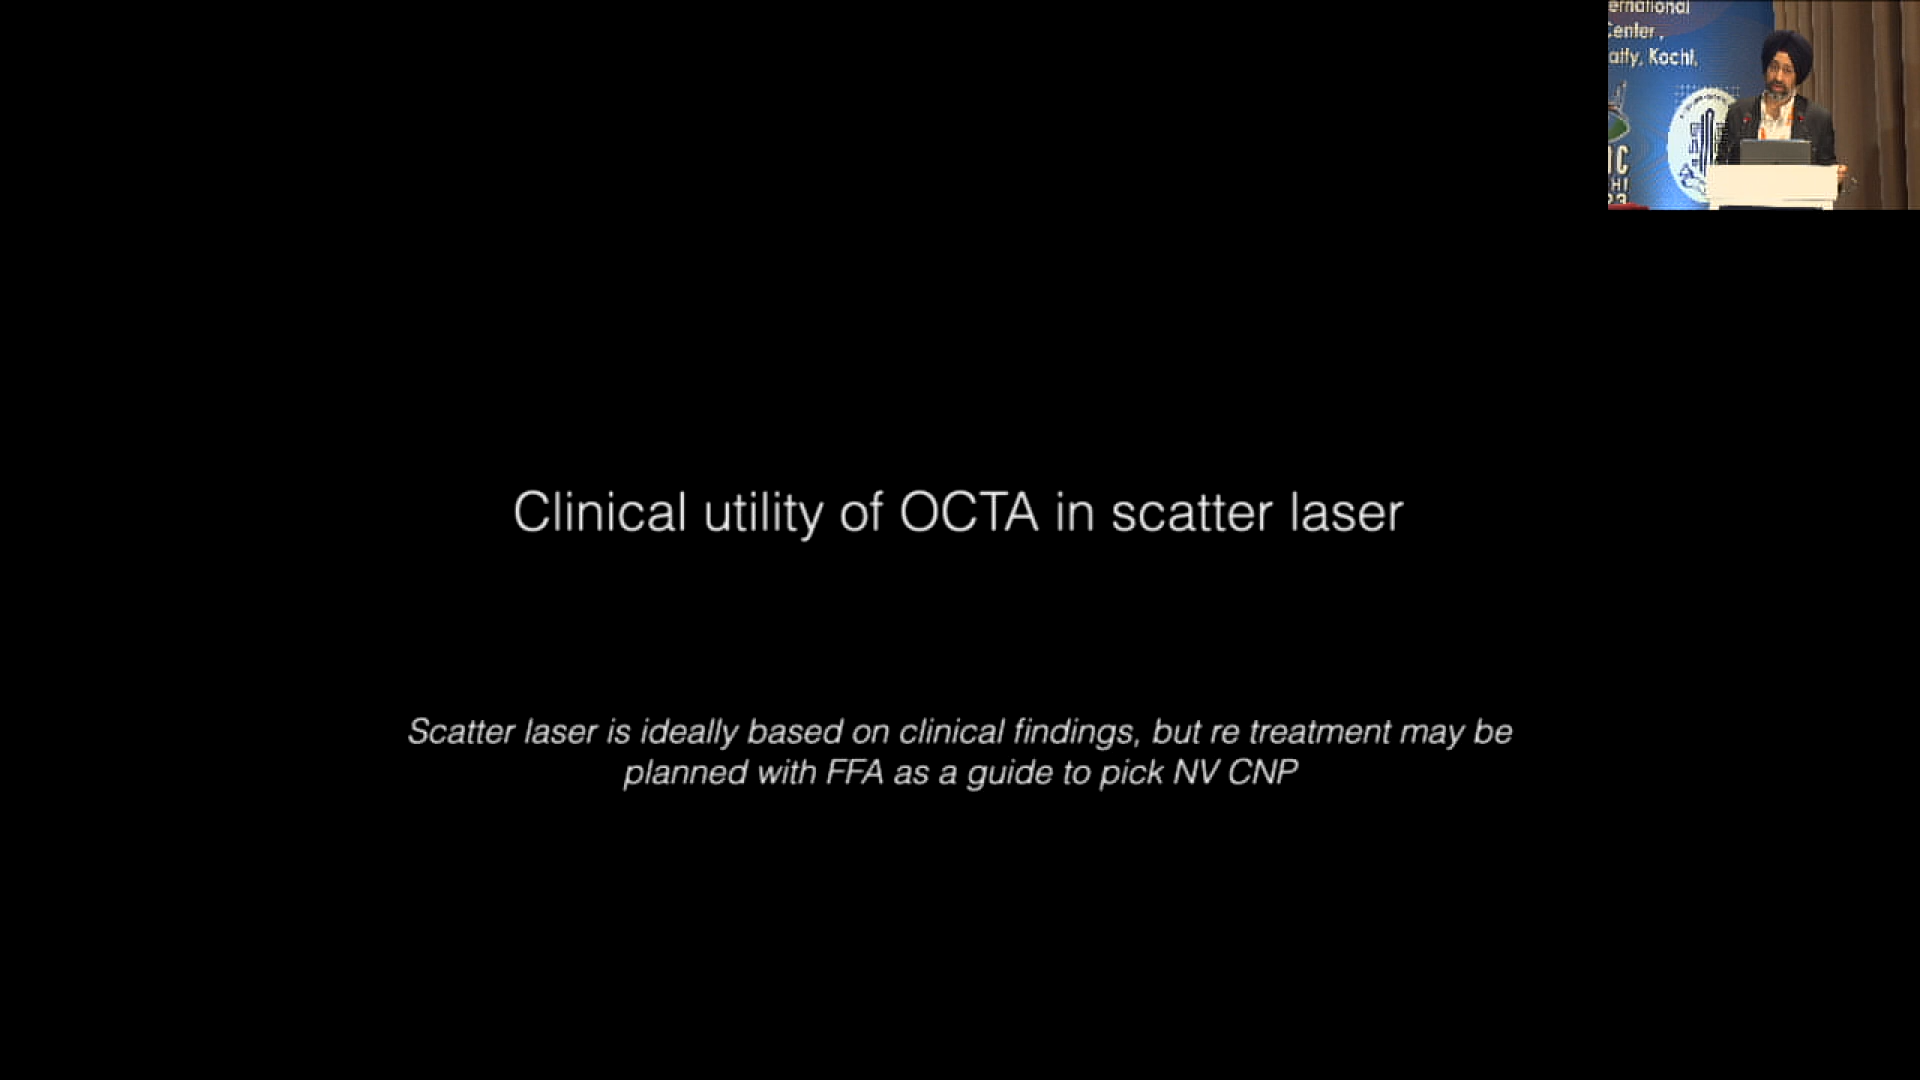 Clinical utility of OCTA in scatter laser
Scatter laser is ideally based on clinical findings, but re treatment may be
planned with FFA as a guide to pick NV CNP
Kochi,